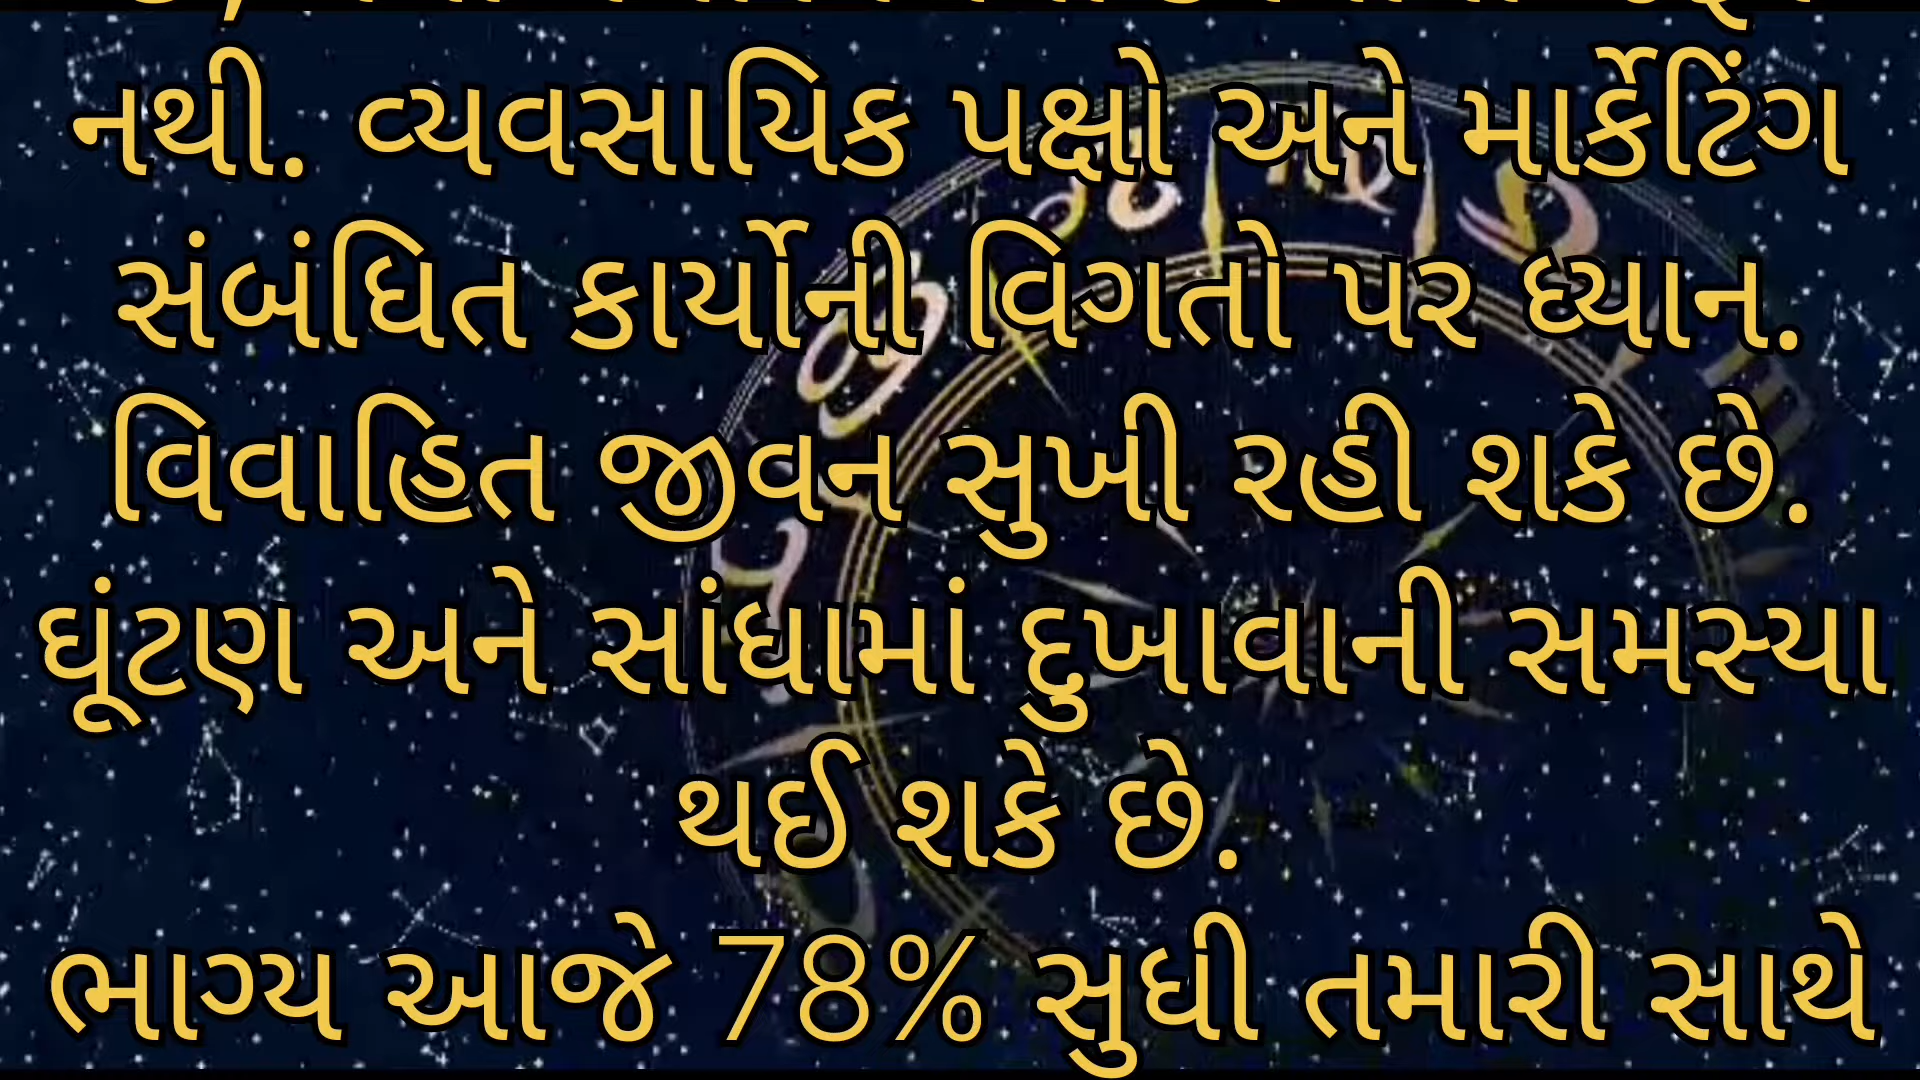 નથી. વ્યવસાયિક પક્ષો અને માર્કેટિંગ
સંબંધિત કાર્યોની વિગતો પર ધ્યાન.
વિવાહિત જીવન સુખી રહી શકે છે.
ઘૂંટણ અને સાંધામાં દુખાવાની સમસ્યા
થઈ શકે છે.
ભાગ્ય આજે 78% સુધી તમારી સાથે